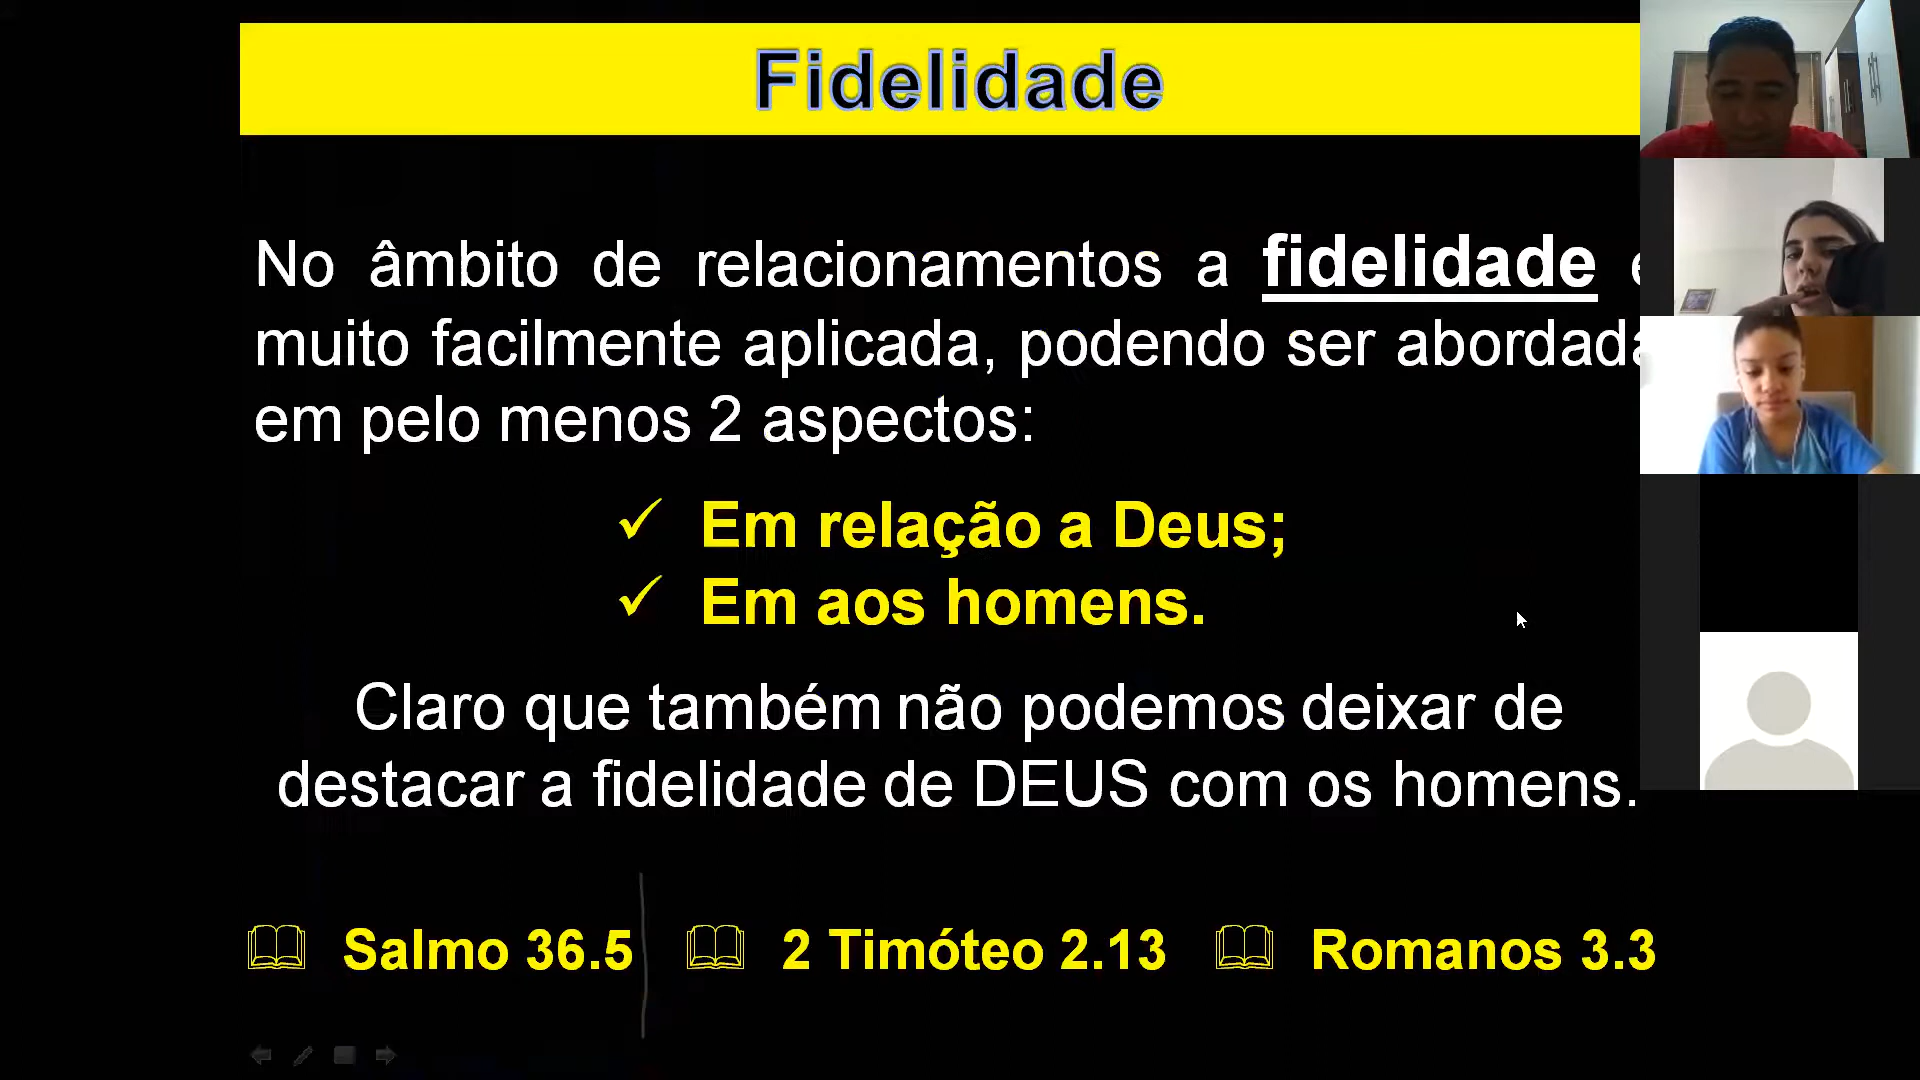 Fidelidade
No âmbito de relacionamentos a fidelidade
muito facilmente aplicada, podendo ser abordada
em pelo menos 2 aspectos:
✓ Em relação a Deus;
✓ Em aos homens.
Claro que também não podemos deixar de
destacar a fidelidade de DEUS com os homens.
Salmo 36.5 2 Timóteo 2.13 Romanos 3.3